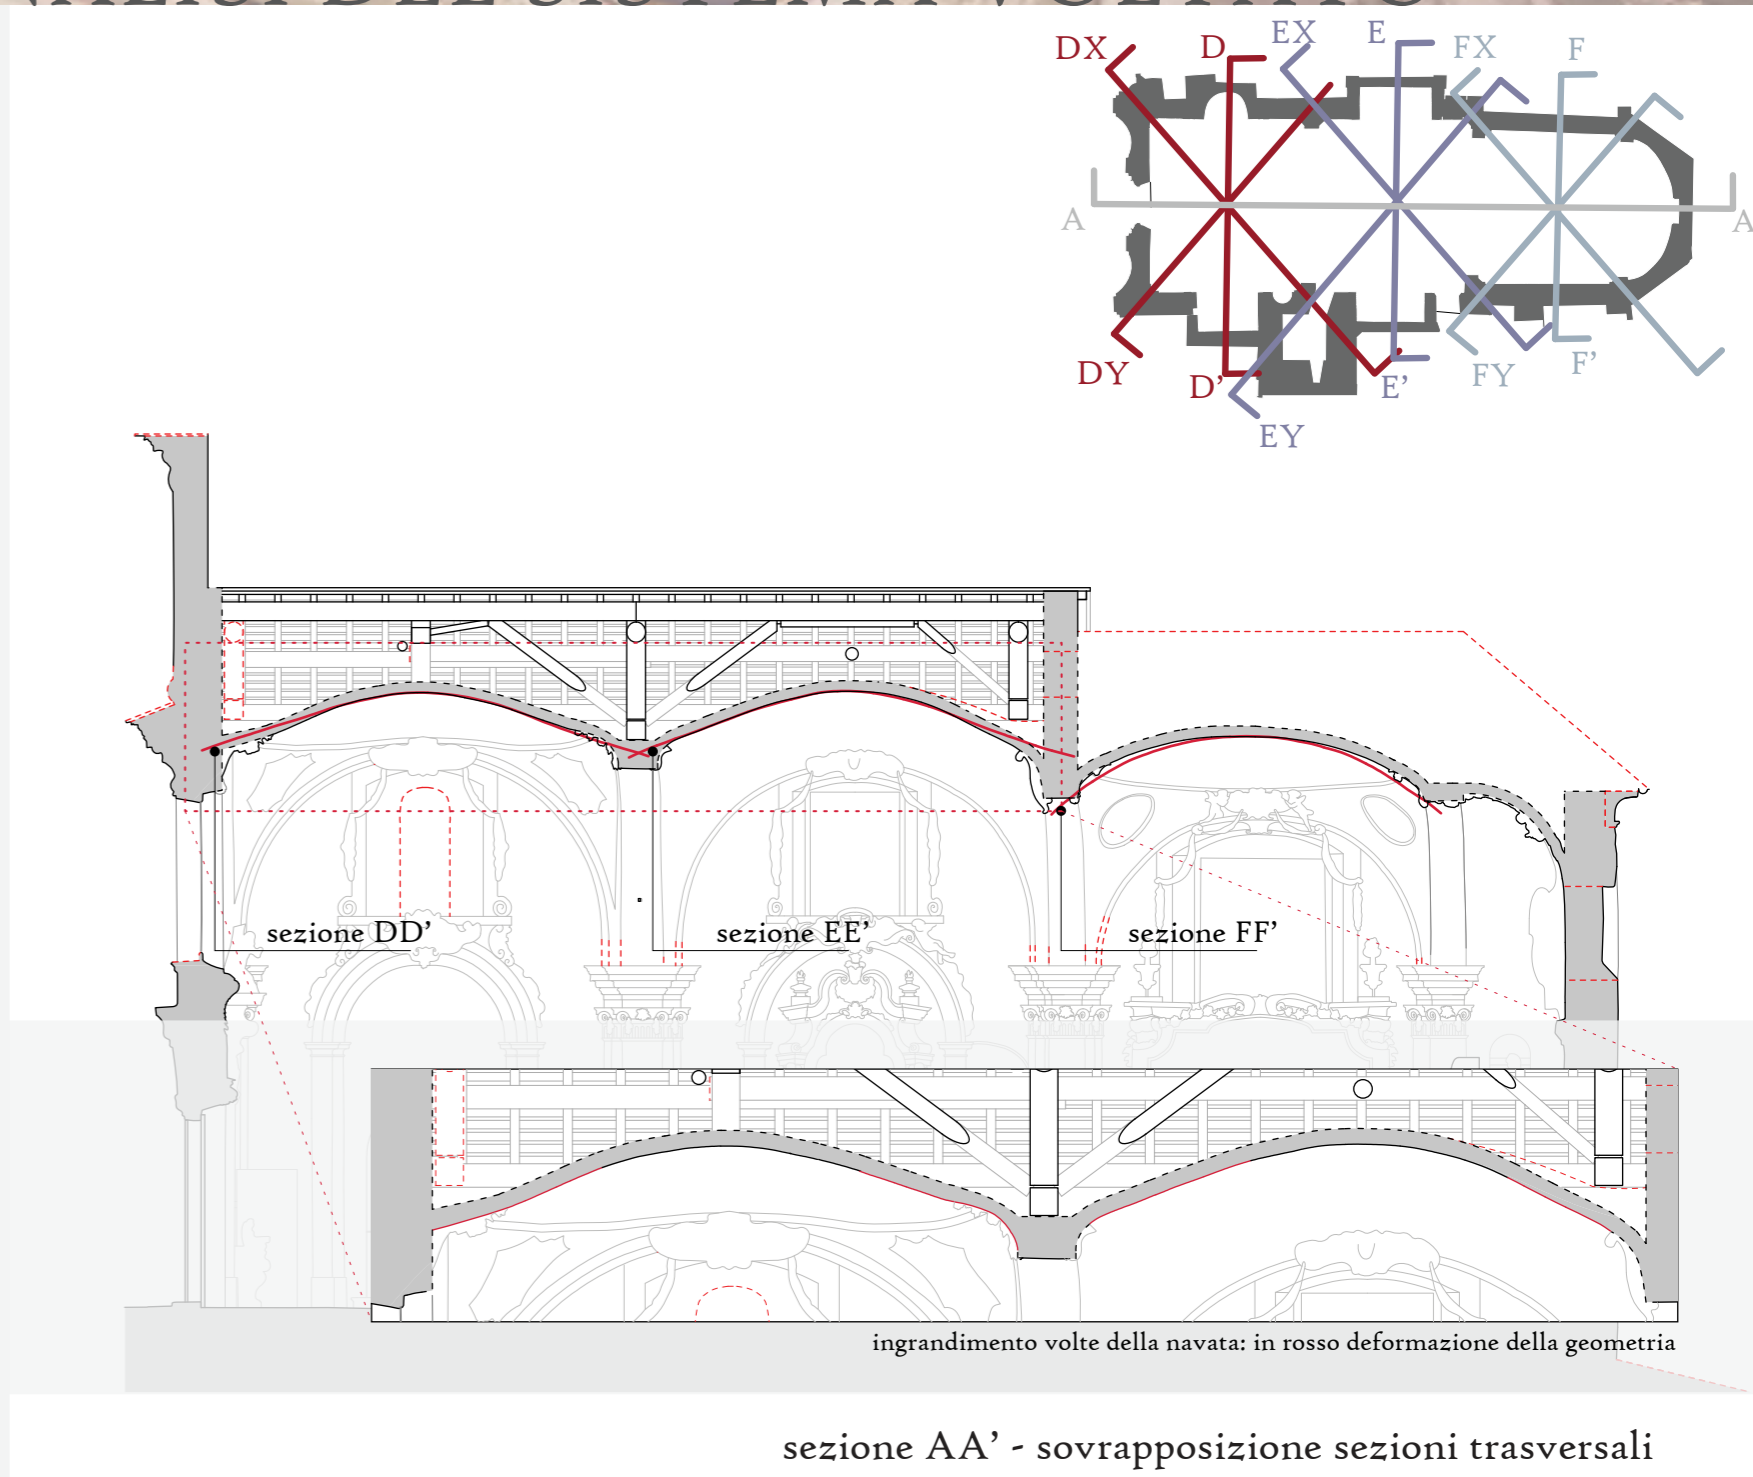 DX D EX E FX F
A A
DY D’ E’ FY F’
EY
sezione DD’ sezione EE’ sezione FF’
ingrandimento volte della navata: in rosso deformazione della geometria
sezione AA’ - sovrapposizione sezioni trasversali